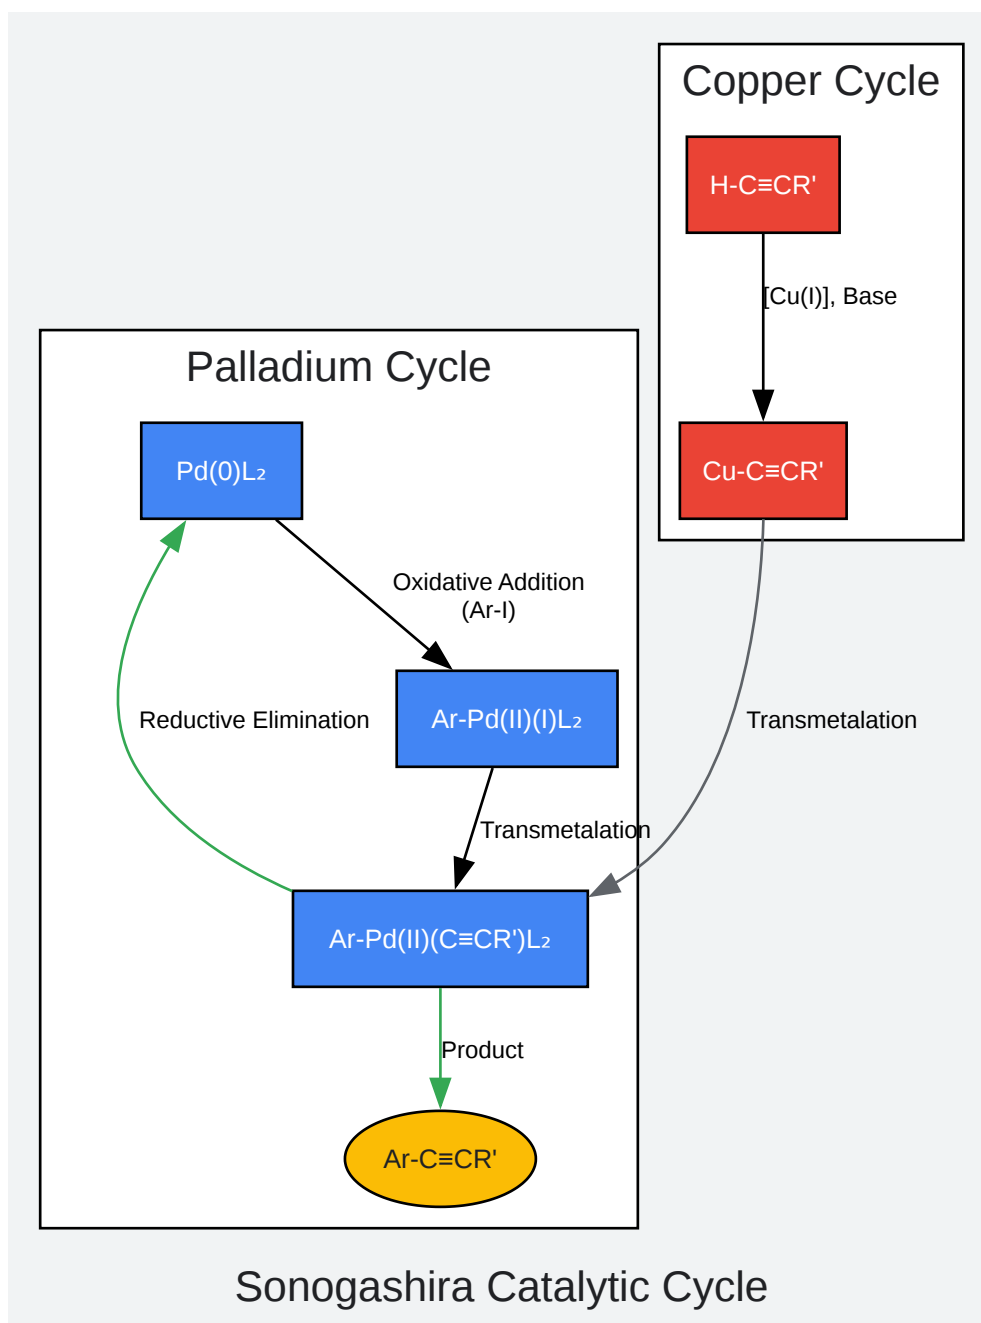 Copper Cycle
H-C≡CR'
[Cu(I)], Base
Cu-C≡CR'
Palladium Cycle
Pd(0)L₂
Oxidative Addition
(Ar-I)
Ar-Pd(II)(I)L₂
Reductive Elimination
Transmetalation
Transmetalation
Ar-Pd(II)(C≡CR')L₂
Product
Ar-C≡CR'
Sonogashira Catalytic Cycle